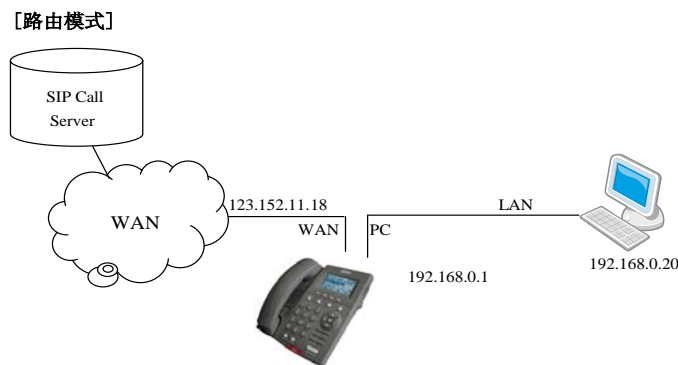 [路由模式]
SIP Call
Server
WAN
123.152.11.18
WAN
PC
LAN
192.168.0.1
192.168.0.20